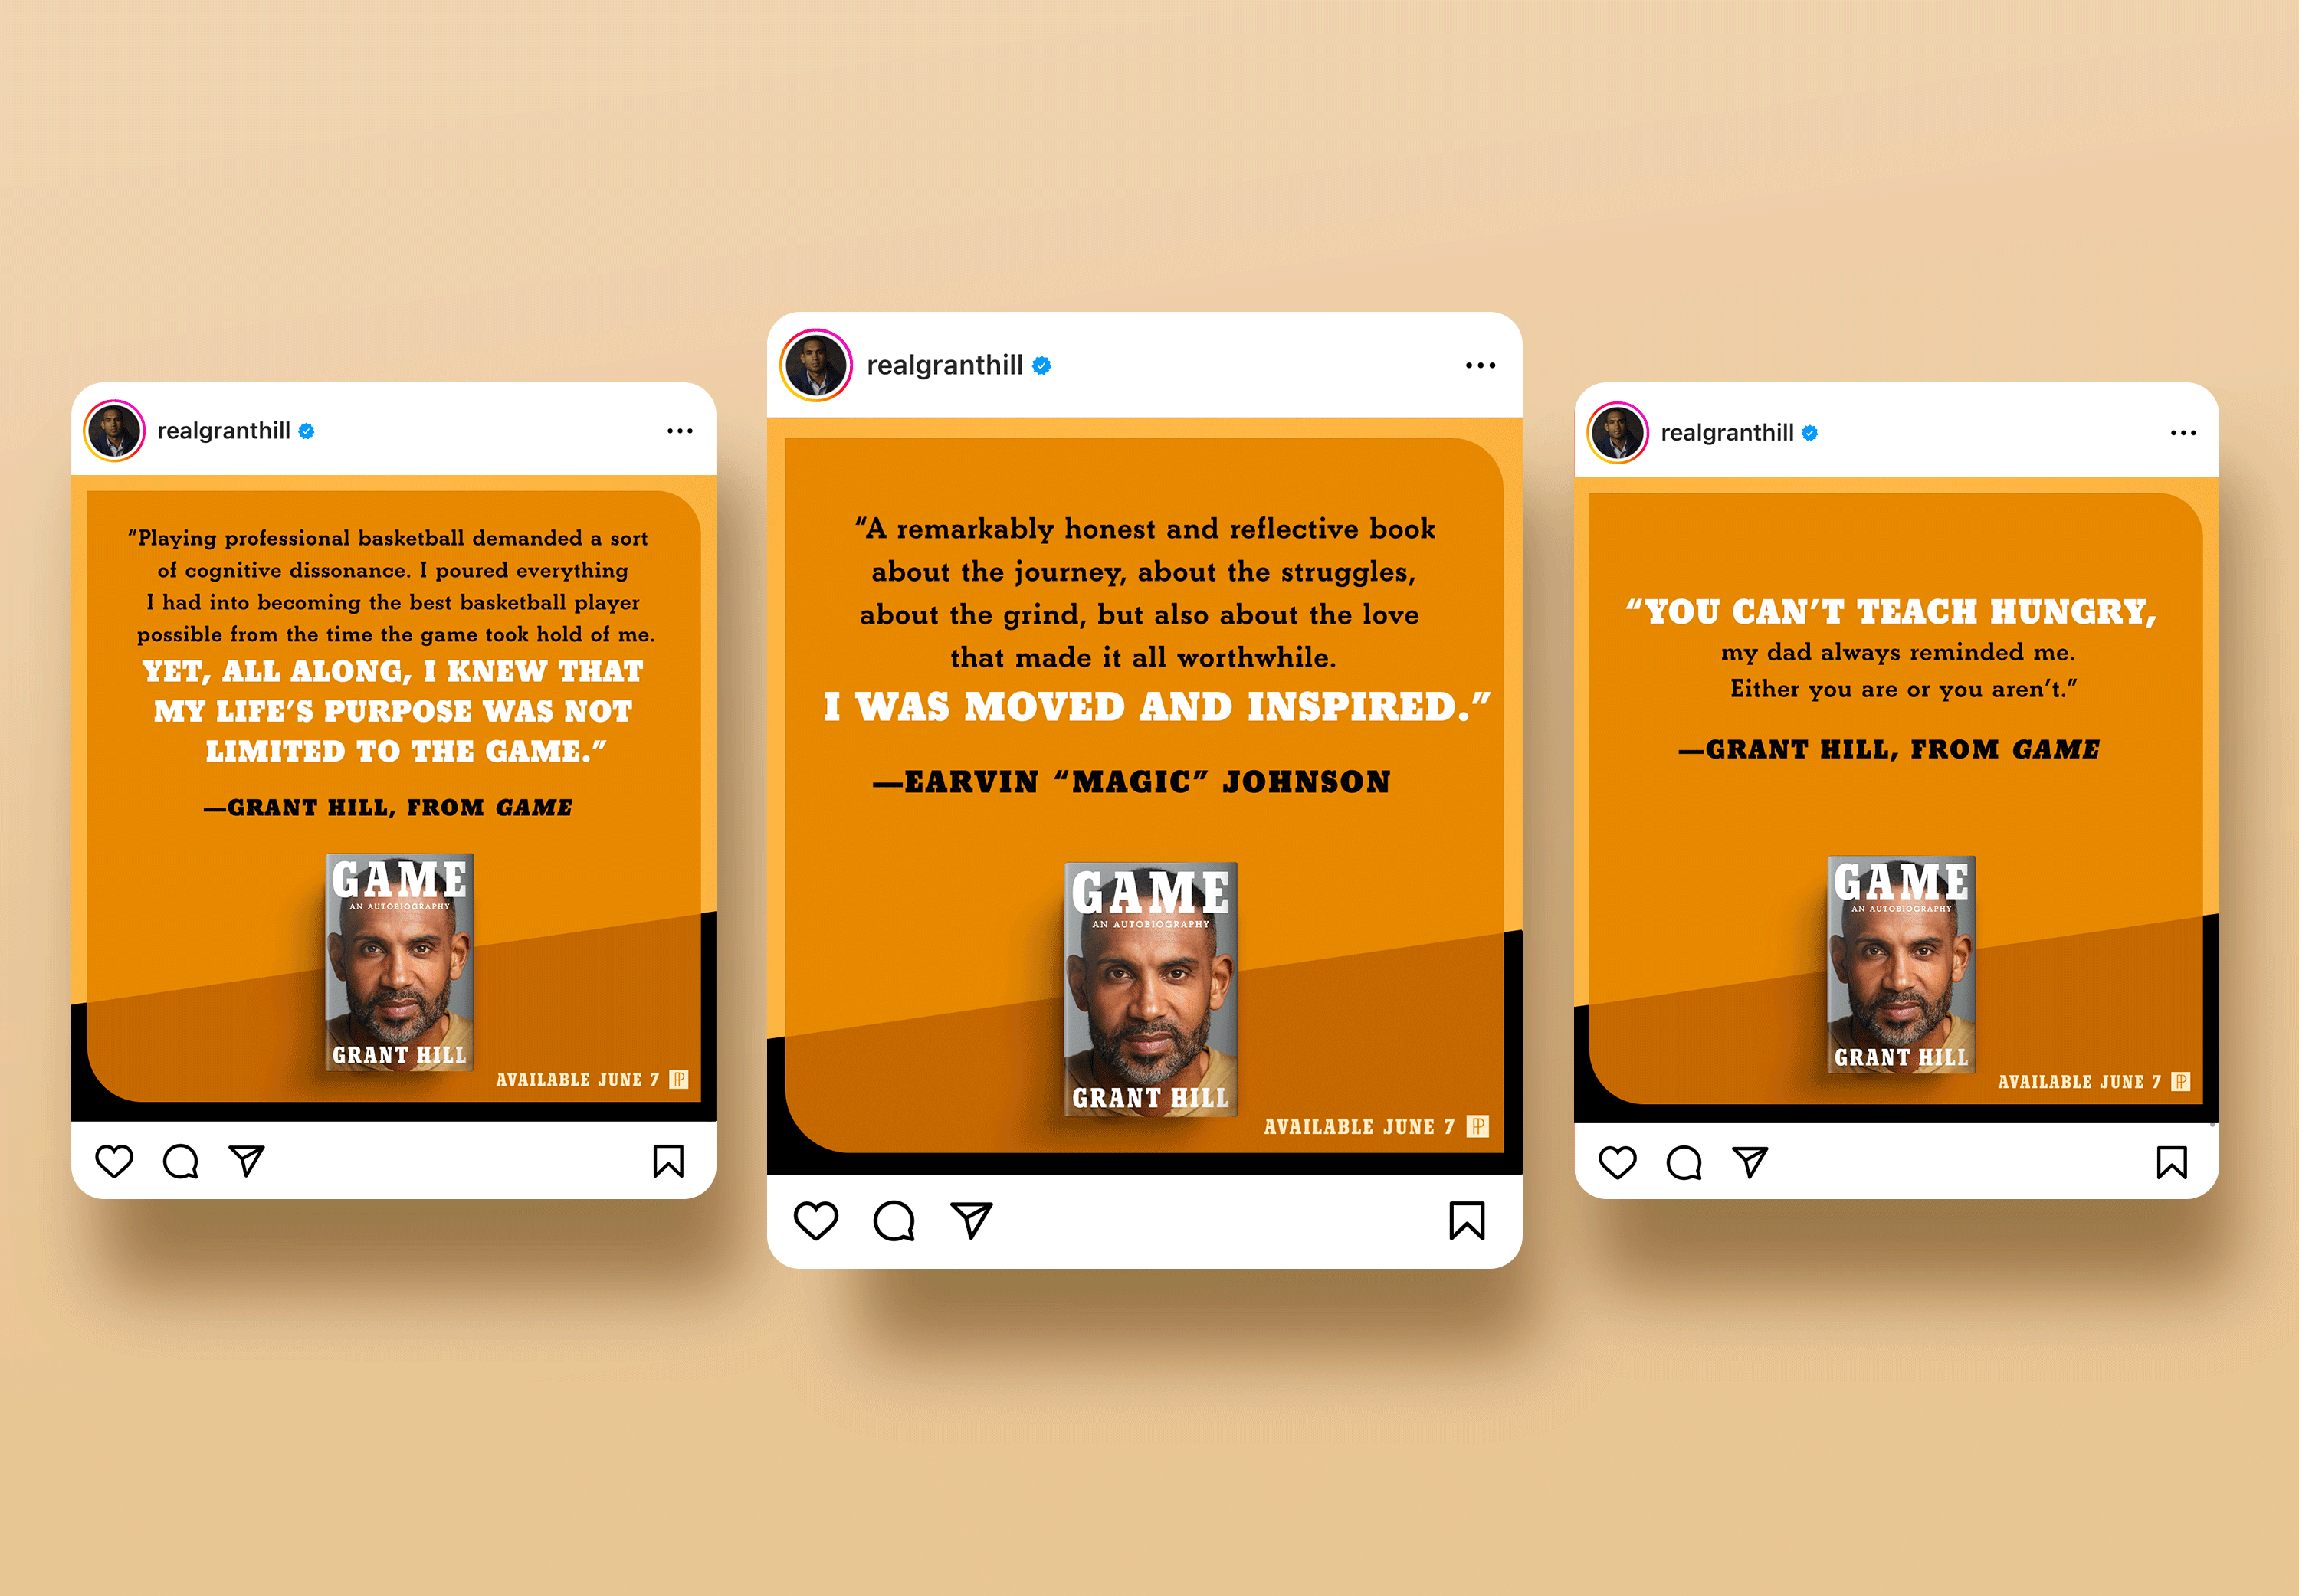 realgranthill
“Playing professional basketball demanded a sort
of cognitive dissonance. I poured everything
I had into becoming the best basketball player
possible from the time the game took hold of me.
YET, ALL ALONG, I KNEW THAT
MY LIFE’S PURPOSE WAS NOT
LIMITED TO THE GAME.”
—GRANT HILL, FROM GAME
GAME
AN AUTOBIOGRAPHY
GRANT HILL
AVAILABLE JUNE 7
realgranthill
“A remarkably honest and reflective book
about the journey, about the struggles,
about the grind, but also about the love
that made it all worthwhile.
I WAS MOVED AND INSPIRED.”
—EARVIN “MAGIC” JOHNSON
GAME
AN AUTOBIOGRAPHY
GRANT HILL
AVAILABLE JUNE 7
realgranthill
“YOU CAN’T TEACH HUNGRY,
my dad always reminded me.
Either you are or you aren’t.”
—GRANT HILL, FROM GAME
GAME
AN AUTOBIOGRAPHY
GRANT HILL
AVAILABLE JUNE 7